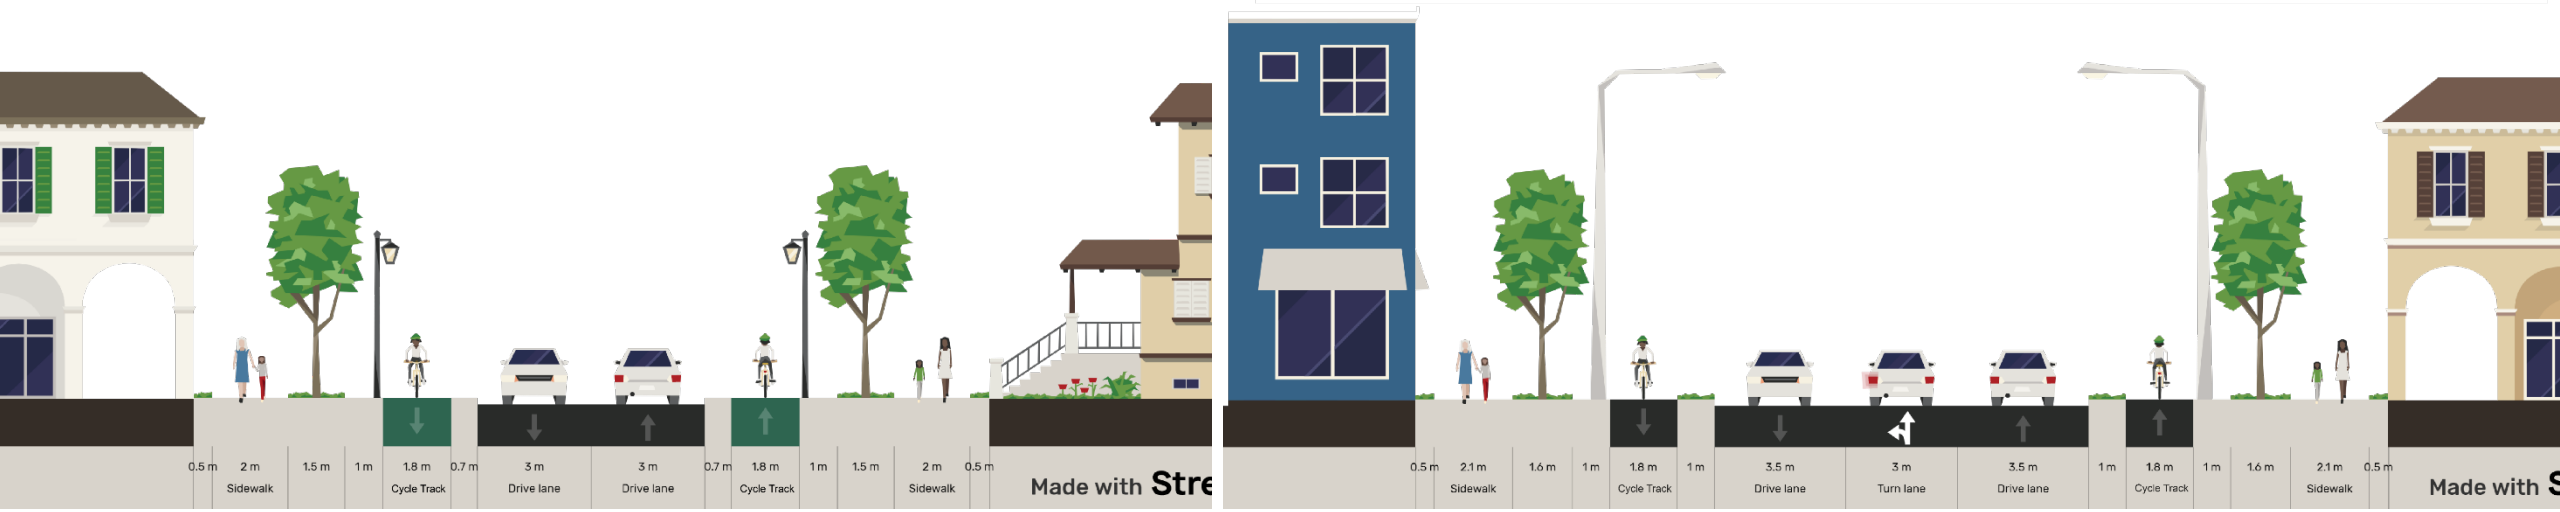 0.5 m 2 m 1.5 m 1 m 1.8 m 0.7 m 3 m 3 m 0.7 m 1.8 m 1 m 1.5 m 2 m 0.5 m
Sidewalk Cycle Track Drive lane Drive lane Cycle Track Sidewalk
Made with Stre
0.5 m 2.1 m 1.6 m 1 m 1.8 m 1 m 3.5 m 3 m 3.5 m 1 m 1.8 m 1 m 1.6 m 2.1 m 0.5 m
Sidewalk Cycle Track Drive lane Turn lane Drive lane Cycle Track Sidewalk
Made with S